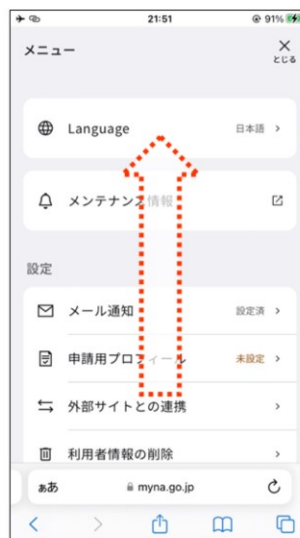 21:51
91%
メニュー
とじる
Language 日本語
メンテナンス情報
設定
メール通知 設定済
申請用プロフィール 未設定
外部サイトとの連携
利用者情報の削除
ぁあ myna.go.jp